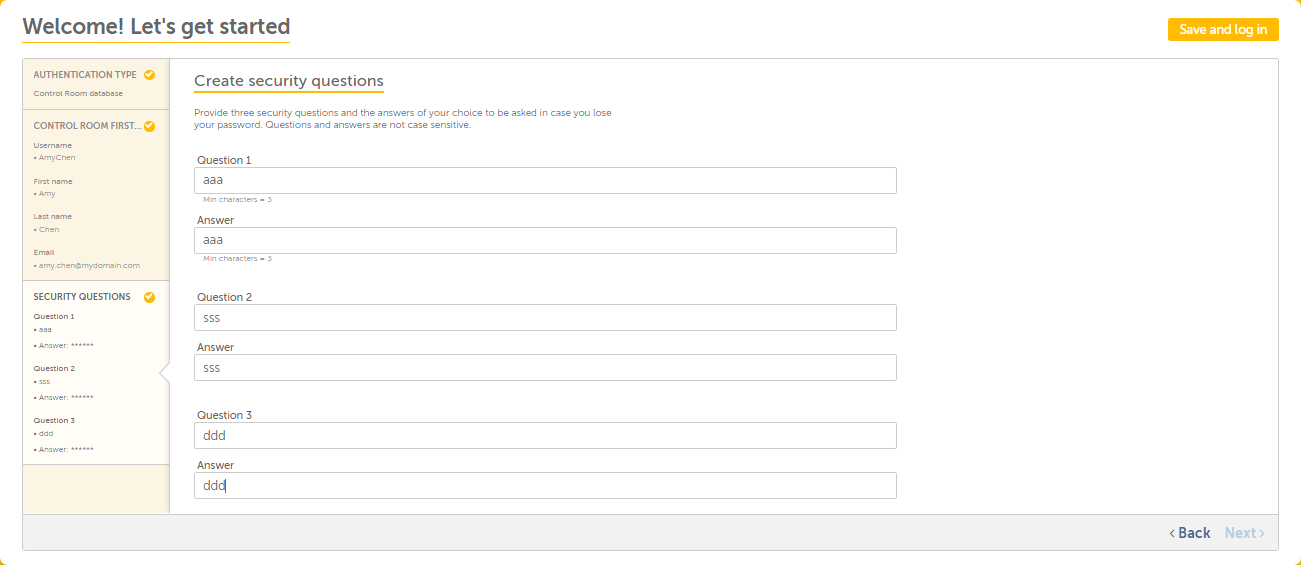 Welcome! Let's get started
Save and log in
AUTHENTICATION TYPE
Control Room database
CONTROL ROOM FIRST...
Username
• AmyChen
First name
• Amy
Last name
• Chen
Email
• amy.chen@mydomain.com
SECURITY QUESTIONS
Question 1
• aaa
• Answer: ******
Question 2
• sss
• Answer: ******
Question 3
• ddd
• Answer: ******
Create security questions
Provide three security questions and the answers of your choice to be asked in case you lose
your password. Questions and answers are not case sensitive.
Question 1
aaa
Min characters = 3
Answer
aaa
Min characters = 3
Question 2
sss
Answer
sss
Question 3
ddd
Answer
ddd
‹ Back
Next ›